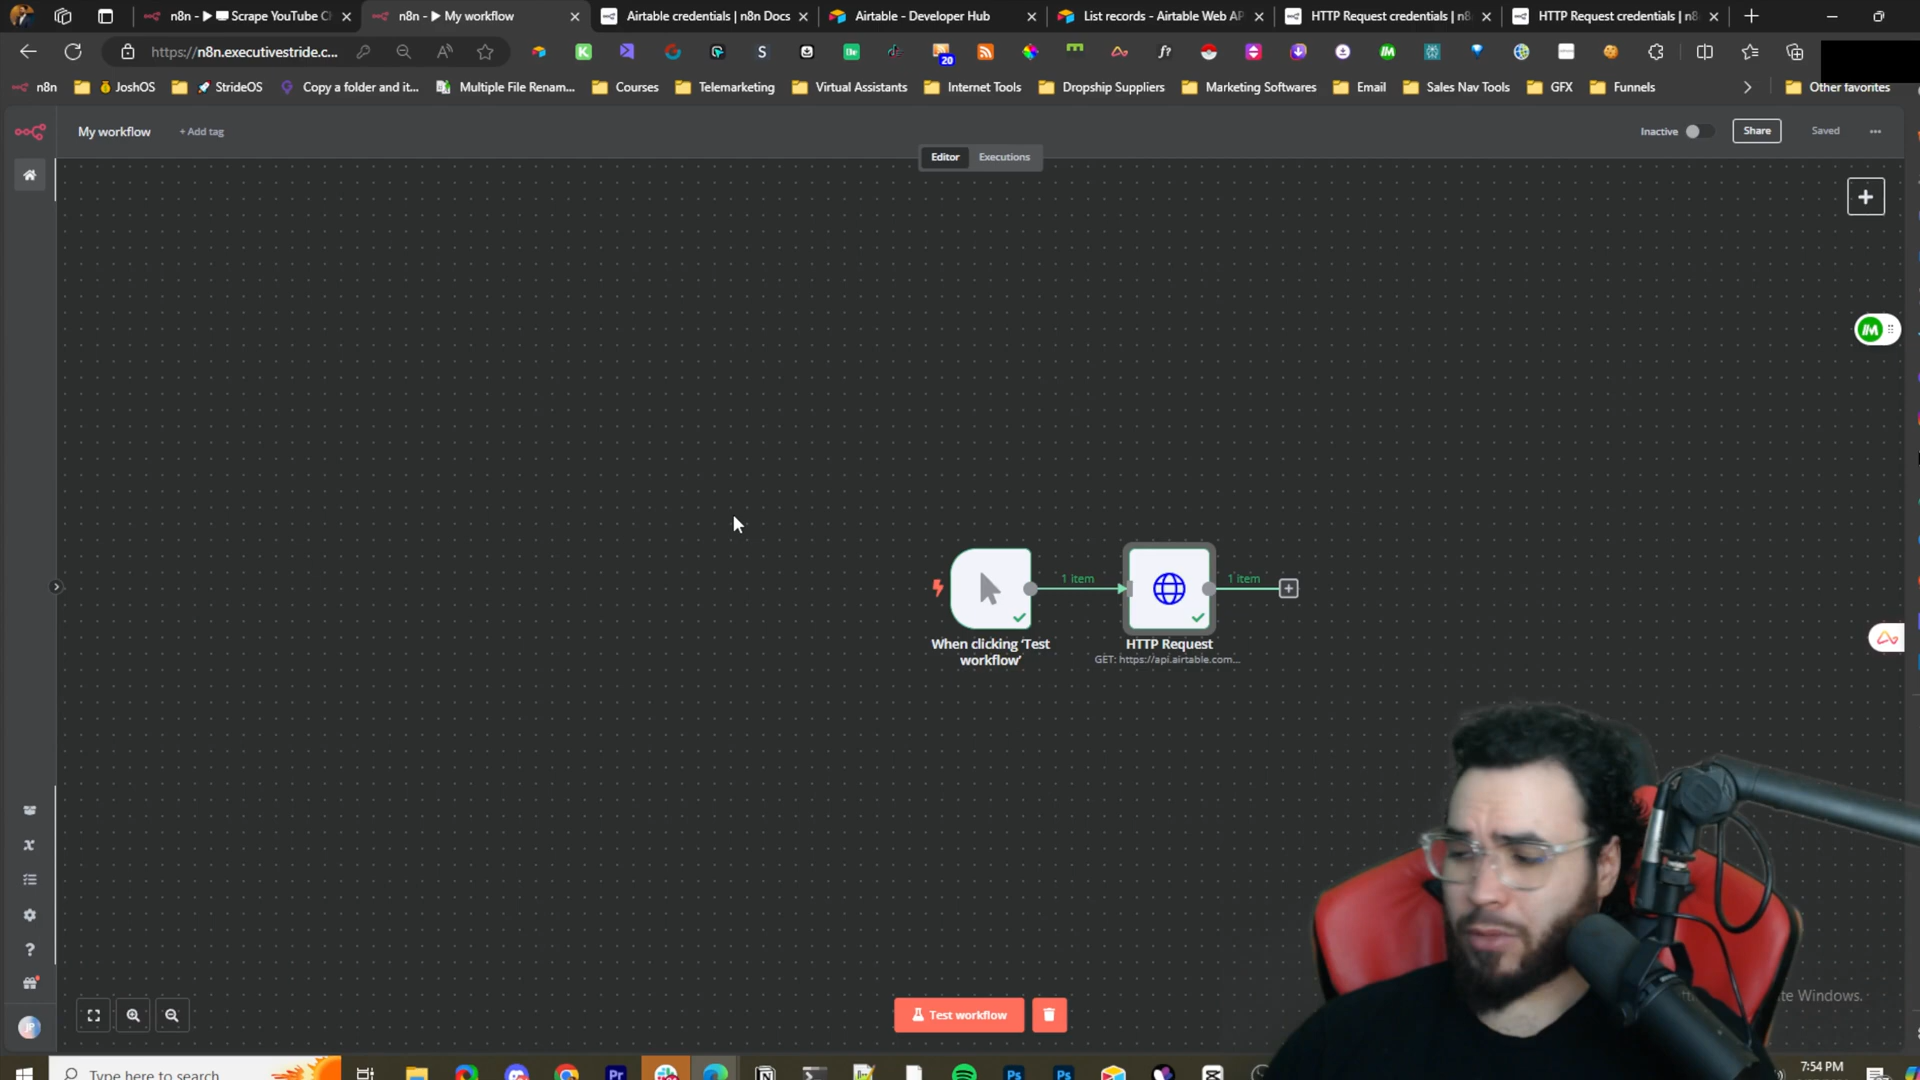 n8n - ▶ Scrape YouTube C
n8n - ▶ My workflow
Airtable credentials | n8n Docs
Airtable - Developer Hub
List records - Airtable Web AP
HTTP Request credentials | n8
HTTP Request credentials | n8
https://n8n.executivestride.c...
20
n8n
JoshOS
StrideOS
Copy a folder and it...
Multiple File Renam...
Courses
Telemarketing
Virtual Assistants
Internet Tools
Dropship Suppliers
Marketing Softwares
Email
Sales Nav Tools
GFX
Funnels
Other favorites
My workflow
+ Add tag
Inactive
Share
Saved
Editor
Executions
1 item
1 item
When clicking ‘Test
workflow’
HTTP Request
GET: https://api.airtable.com...
Test workflow
te Windows.
Type here to search
7:54 PM